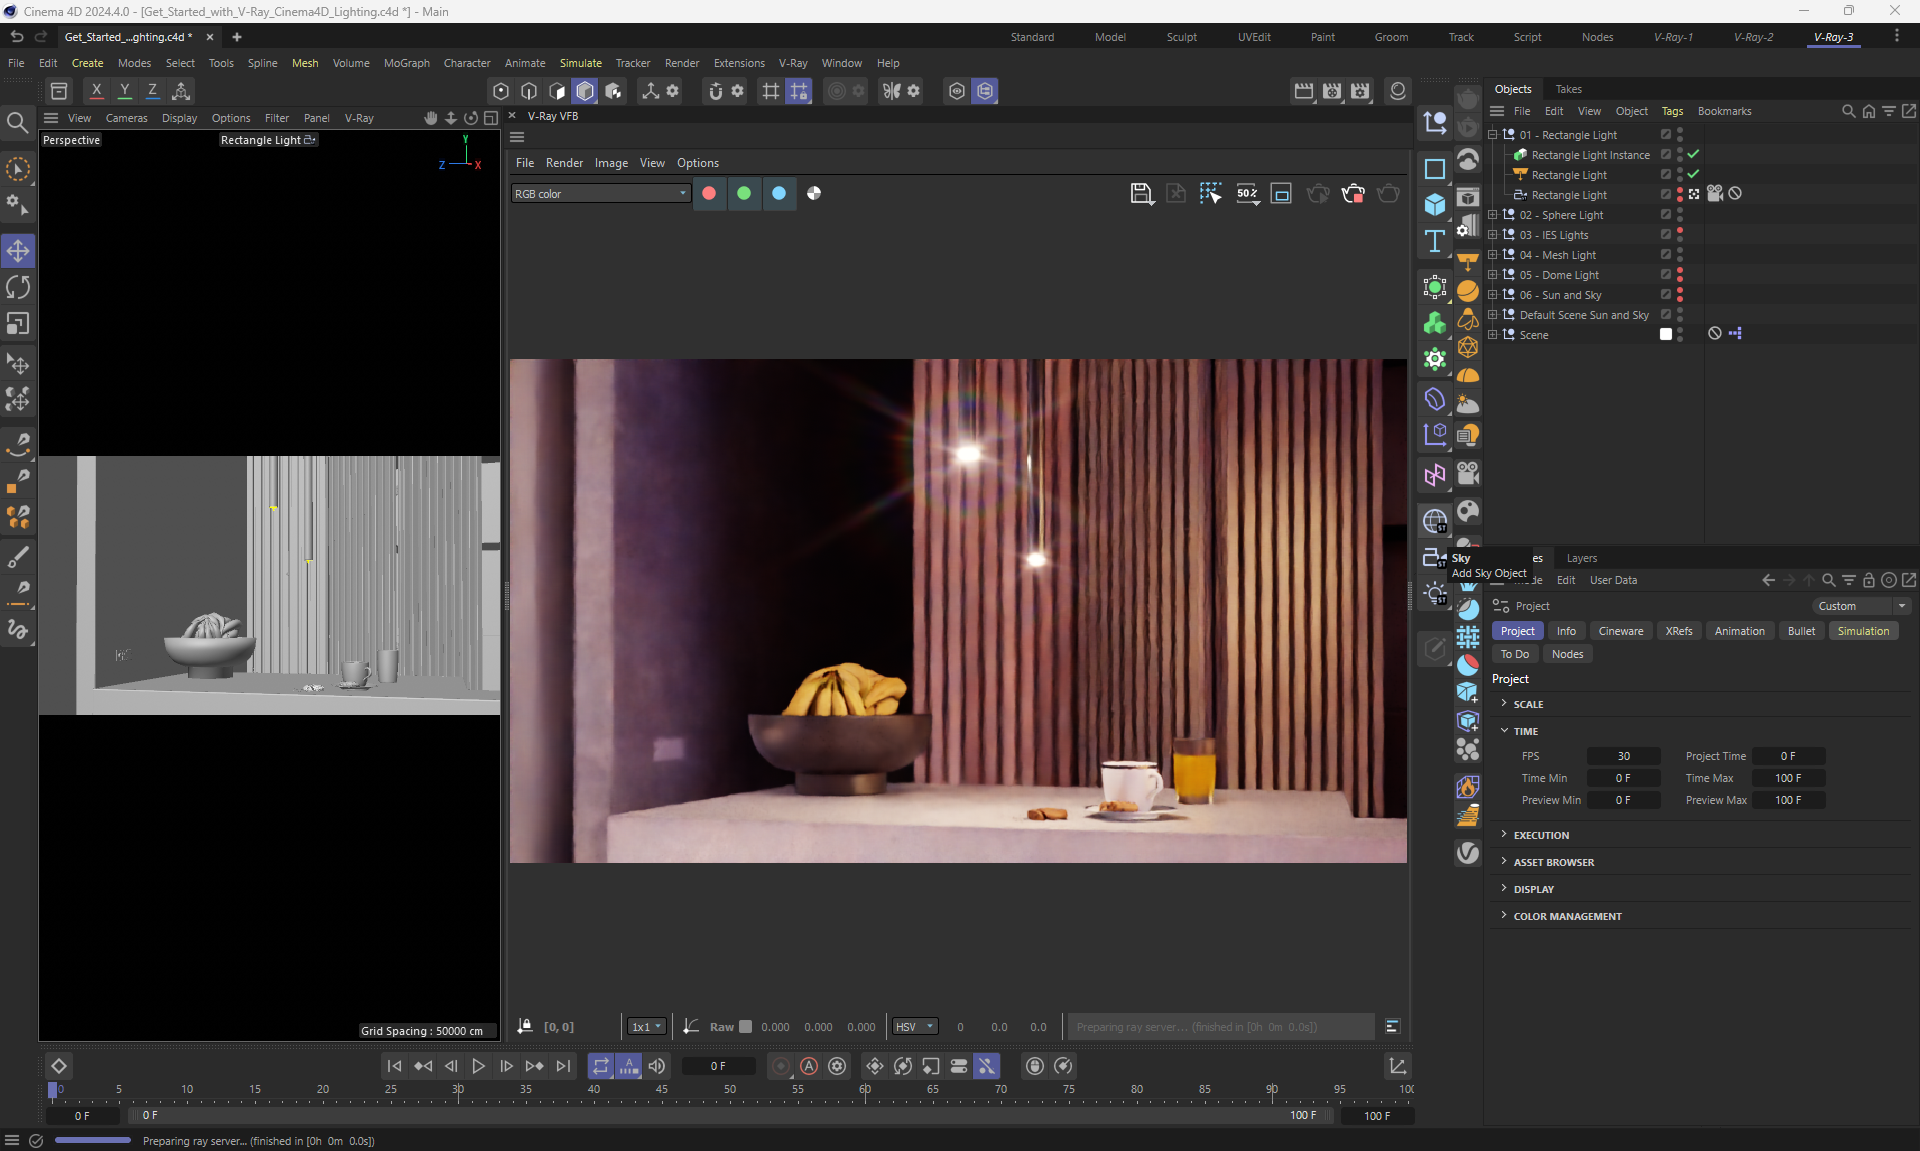 Cinema 4D 2024.4.0 - [Get_Started_with_V-Ray_Cinema4D_Lighting.c4d *] - Main
Get_Started_...ghting.c4d *
Standard Model Sculpt UVEdit Paint Groom Track Script Nodes V-Ray-1 V-Ray-2 V-Ray-3
File Edit Create Modes Select Tools Spline Mesh Volume MoGraph Character Animate Simulate Tracker Render Extensions V-Ray Window Help
X Y Z
View Cameras Display Options Filter Panel V-Ray
Perspective
Rectangle Light
Y
Z X
Grid Spacing : 50000 cm
V-Ray VFB
File Render Image View Options
RGB color
50%
[0, 0]
1x1
Raw 0.000 0.000 0.000
HSV 0 0.0 0.0
Preparing ray server... (finished in [0h 0m 0.0s])
Objects Takes
File Edit View Object Tags Bookmarks
01 - Rectangle Light
Rectangle Light Instance
Rectangle Light
Rectangle Light
02 - Sphere Light
03 - IES Lights
04 - Mesh Light
05 - Dome Light
06 - Sun and Sky
Default Scene Sun and Sky
Scene
ST
ST
ST
Sky
Add Sky Object
es Layers
de Edit User Data
Project
Custom
Project Info Cineware XRefs Animation Bullet Simulation
To Do Nodes
Project
SCALE
TIME
FPS 30 Project Time 0 F
Time Min 0 F Time Max 100 F
Preview Min 0 F Preview Max 100 F
EXECUTION
ASSET BROWSER
DISPLAY
COLOR MANAGEMENT
0 F
0 5 10 15 20 25 30 35 40 45 50 55 60 65 70 75 80 85 90 95 100
0 F 0 F 100 F 100 F
Preparing ray server... (finished in [0h 0m 0.0s])